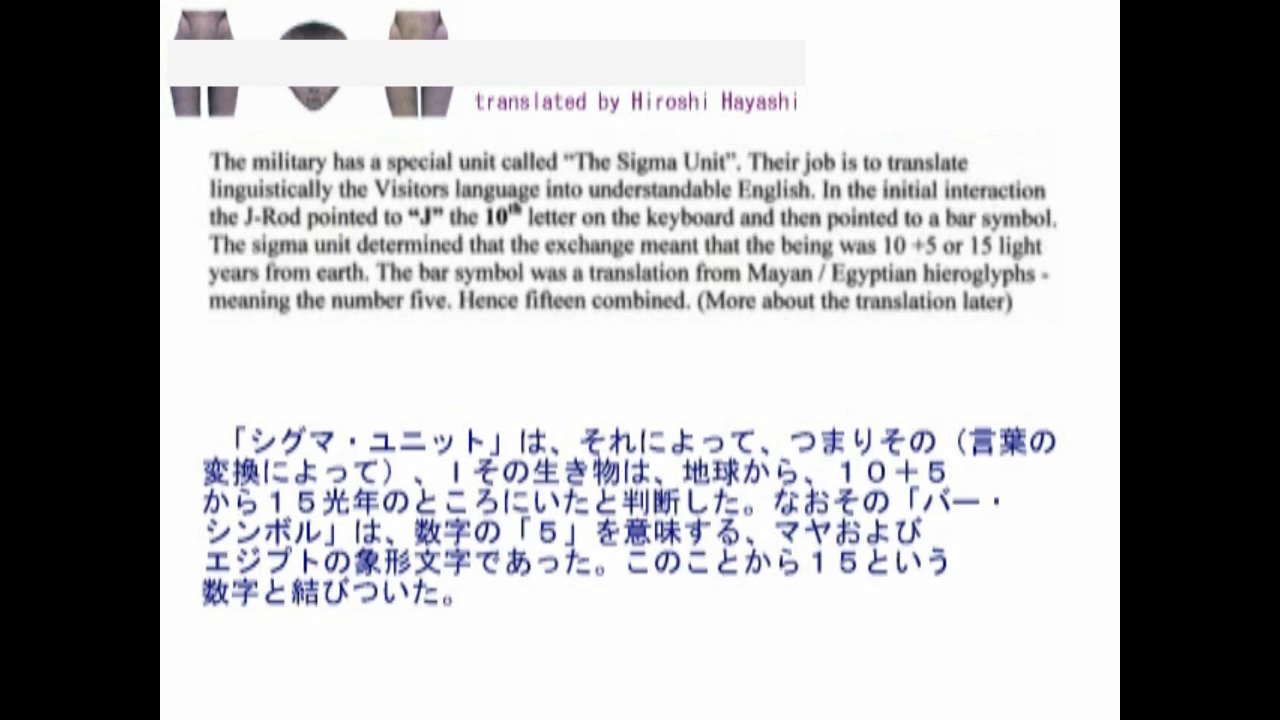 translated by Hiroshi Hayashi
The military has a special unit called “The Sigma Unit”. Their job is to translate
linguistically the Visitors language into understandable English. In the initial interaction
the J-Rod pointed to “J” the 10th letter on the keyboard and then pointed to a bar symbol.
The sigma unit determined that the exchange meant that the being was 10 +5 or 15 light
years from earth. The bar symbol was a translation from Mayan / Egyptian hieroglyphs -
meaning the number five. Hence fifteen combined. (More about the translation later)
「シグマ・ユニット」は、それによって、つまりその（言葉の
変換によって）、Ｉその生き物は、地球から、１０＋５
から１５光年のところにいたと判断した。なおその「バー・
シンボル」は、数字の「５」を意味する、マヤおよび
エジプトの象形文字であった。このことから１５という
数字と結びついた。